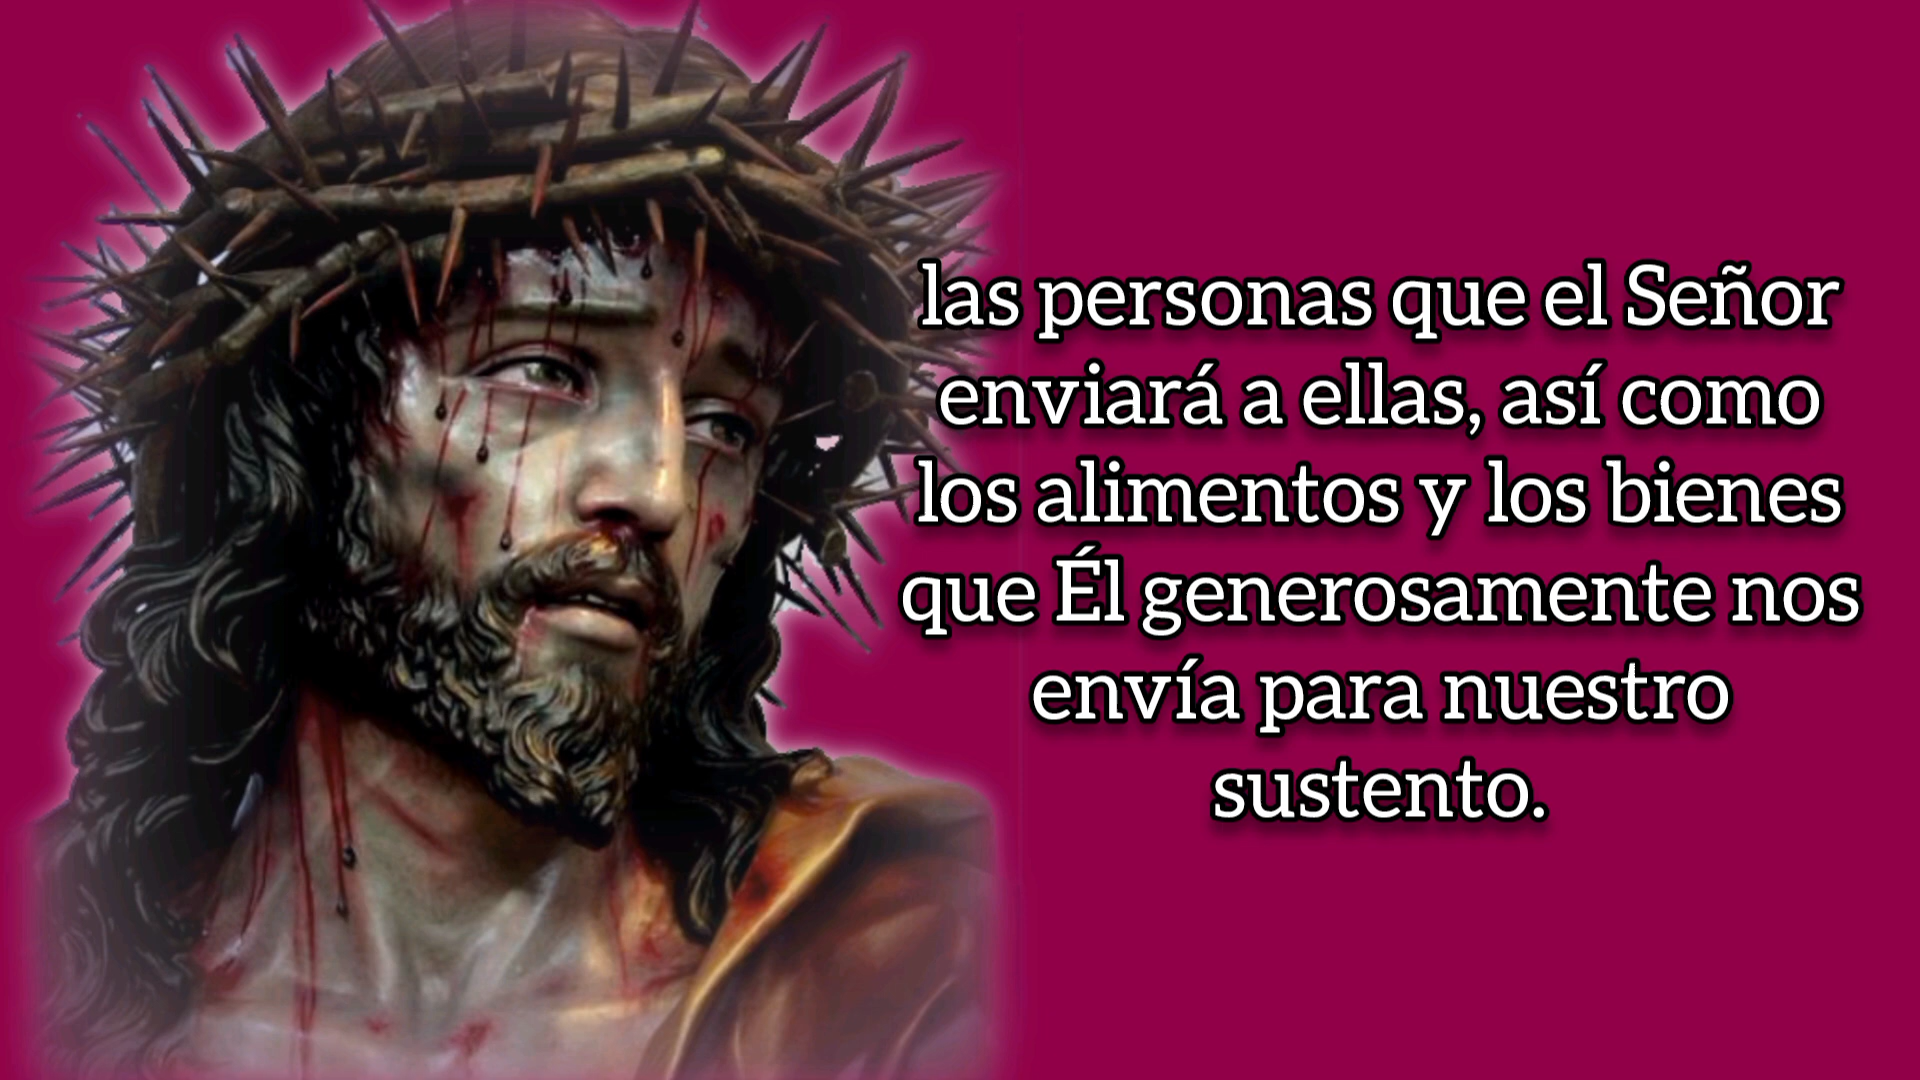 las personas que el Señor
enviará a ellas, así como
los alimentos y los bienes
que Él generosamente nos
envía para nuestro
sustento.